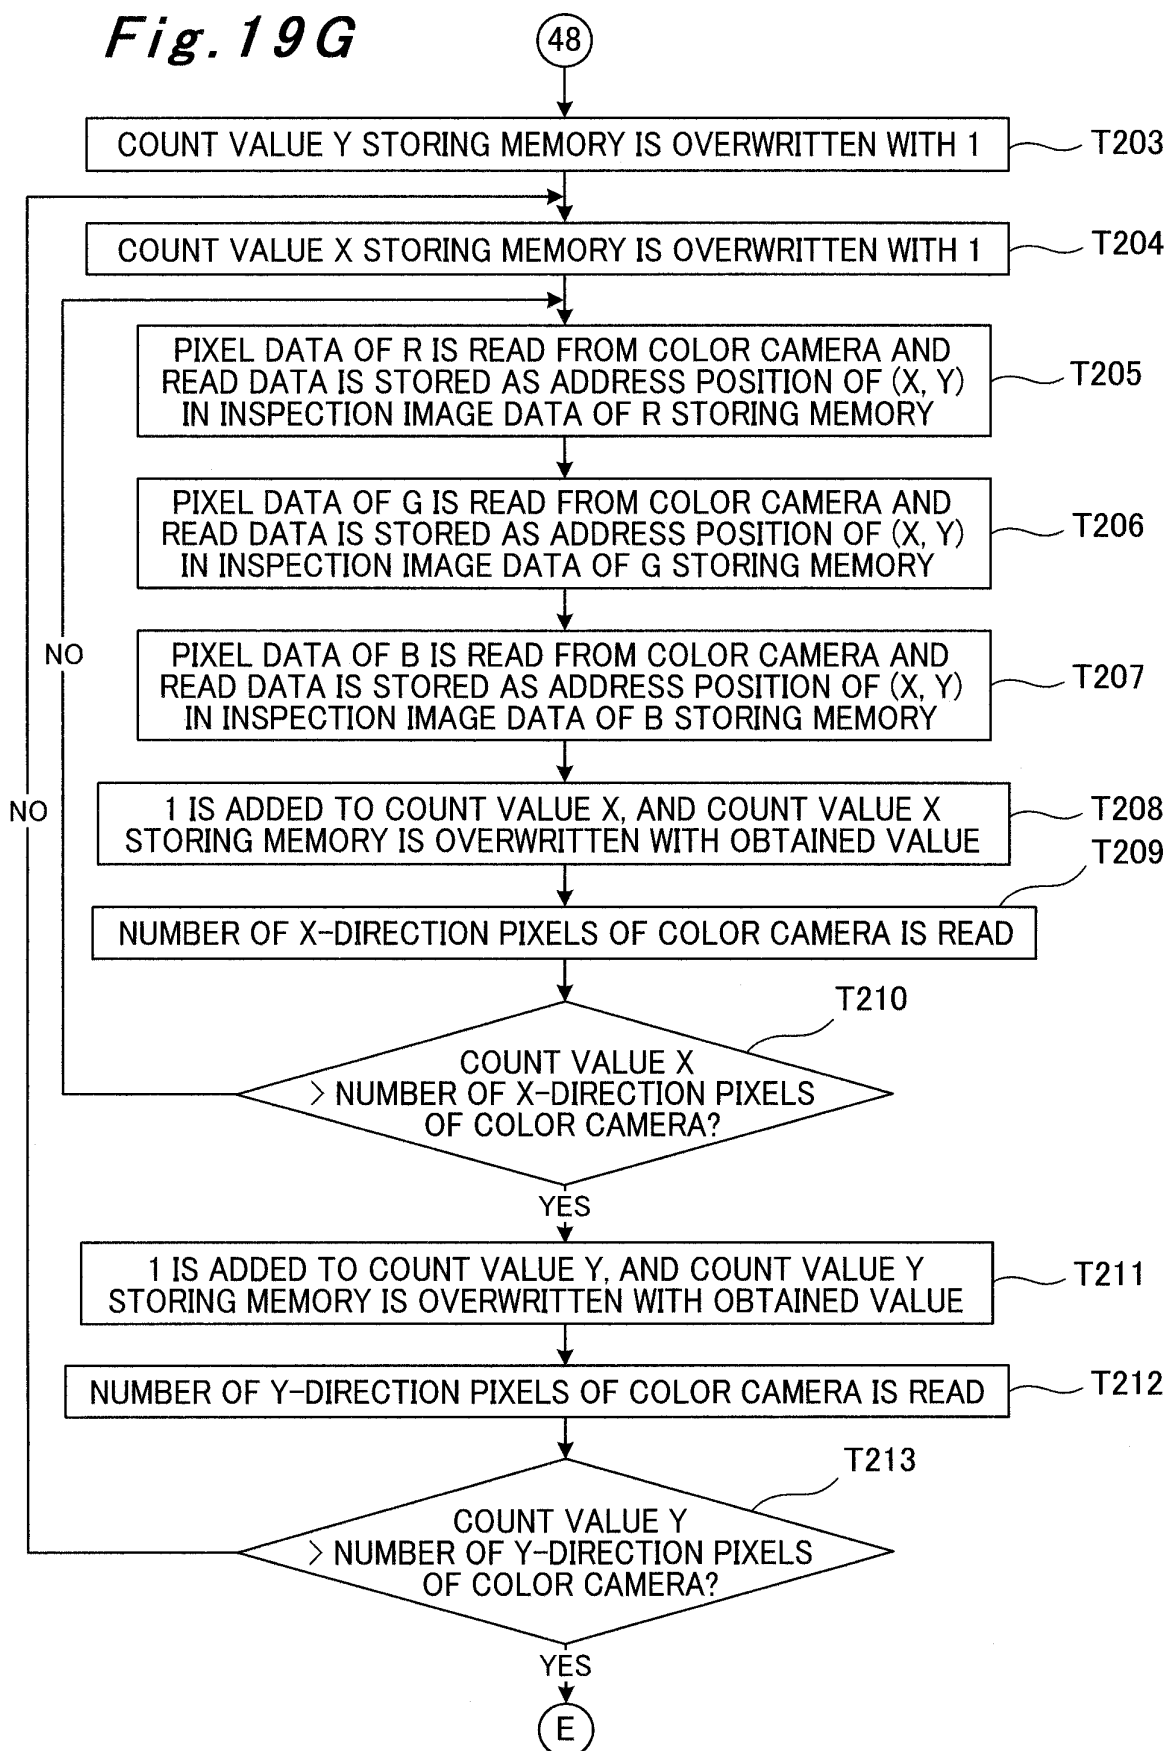 Fig.19G
48
COUNT VALUE Y STORING MEMORY IS OVERWRITTEN WITH 1
T203
COUNT VALUE X STORING MEMORY IS OVERWRITTEN WITH 1
T204
PIXEL DATA OF R IS READ FROM COLOR CAMERA AND
READ DATA IS STORED AS ADDRESS POSITION OF (X, Y)
IN INSPECTION IMAGE DATA OF R STORING MEMORY
T205
PIXEL DATA OF G IS READ FROM COLOR CAMERA AND
READ DATA IS STORED AS ADDRESS POSITION OF (X, Y)
IN INSPECTION IMAGE DATA OF G STORING MEMORY
T206
NO
PIXEL DATA OF B IS READ FROM COLOR CAMERA AND
READ DATA IS STORED AS ADDRESS POSITION OF (X, Y)
IN INSPECTION IMAGE DATA OF B STORING MEMORY
T207
NO
1 IS ADDED TO COUNT VALUE X, AND COUNT VALUE X
STORING MEMORY IS OVERWRITTEN WITH OBTAINED VALUE
T208
T209
NUMBER OF X-DIRECTION PIXELS OF COLOR CAMERA IS READ
T210
COUNT VALUE X
> NUMBER OF X-DIRECTION PIXELS
OF COLOR CAMERA?
YES
1 IS ADDED TO COUNT VALUE Y, AND COUNT VALUE Y
STORING MEMORY IS OVERWRITTEN WITH OBTAINED VALUE
T211
NUMBER OF Y-DIRECTION PIXELS OF COLOR CAMERA IS READ
T212
T213
COUNT VALUE Y
> NUMBER OF Y-DIRECTION PIXELS
OF COLOR CAMERA?
YES
E